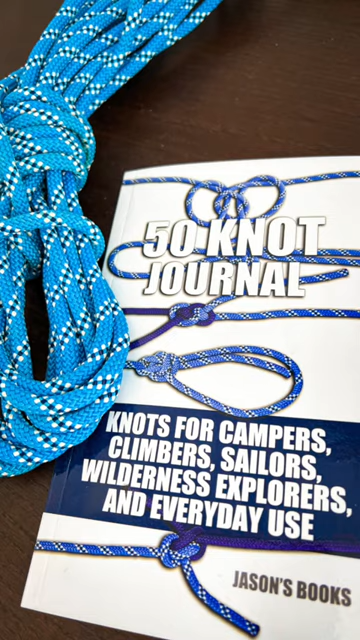 50 KNOT
JOURNAL
KNOTS FOR CAMPERS,
CLIMBERS, SAILORS,
WILDERNESS EXPLORERS,
AND EVERYDAY USE
JASON'S BOOKS